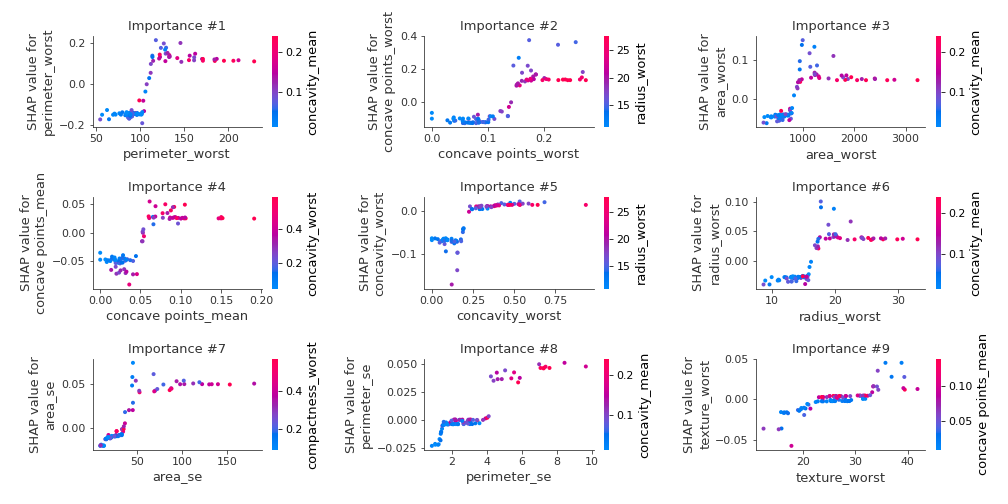 Importance #1
SHAP value for
perimeter_worst
0.2
0.0
−0.2
50
100
150
200
perimeter_worst
0.2
0.1
concavity_mean
Importance #2
SHAP value for
concave points_worst
0.4
0.2
0.0
0.0
0.2
concave points_worst
25
20
15
radius_worst
Importance #3
SHAP value for
area_worst
0.1
0.0
1000
2000
3000
area_worst
0.2
0.1
concavity_mean
Importance #4
SHAP value for
concave points_mean
0.05
0.00
−0.05
0.00
0.05
0.10
0.15
0.20
concave points_mean
0.4
0.2
concavity_worst
Importance #5
SHAP value for
concavity_worst
0.0
−0.1
0.00
0.25
0.50
0.75
concavity_worst
25
20
15
radius_worst
Importance #6
SHAP value for
radius_worst
0.10
0.05
0.00
10
20
30
radius_worst
0.2
0.1
concavity_mean
Importance #7
SHAP value for
area_se
0.05
0.00
50
100
150
area_se
0.4
0.2
compactness_worst
Importance #8
SHAP value for
perimeter_se
0.050
0.025
0.000
−0.025
2
4
6
8
10
perimeter_se
0.2
0.1
concavity_mean
Importance #9
SHAP value for
texture_worst
0.05
0.00
−0.05
20
30
40
texture_worst
0.10
0.05
concave points_mean